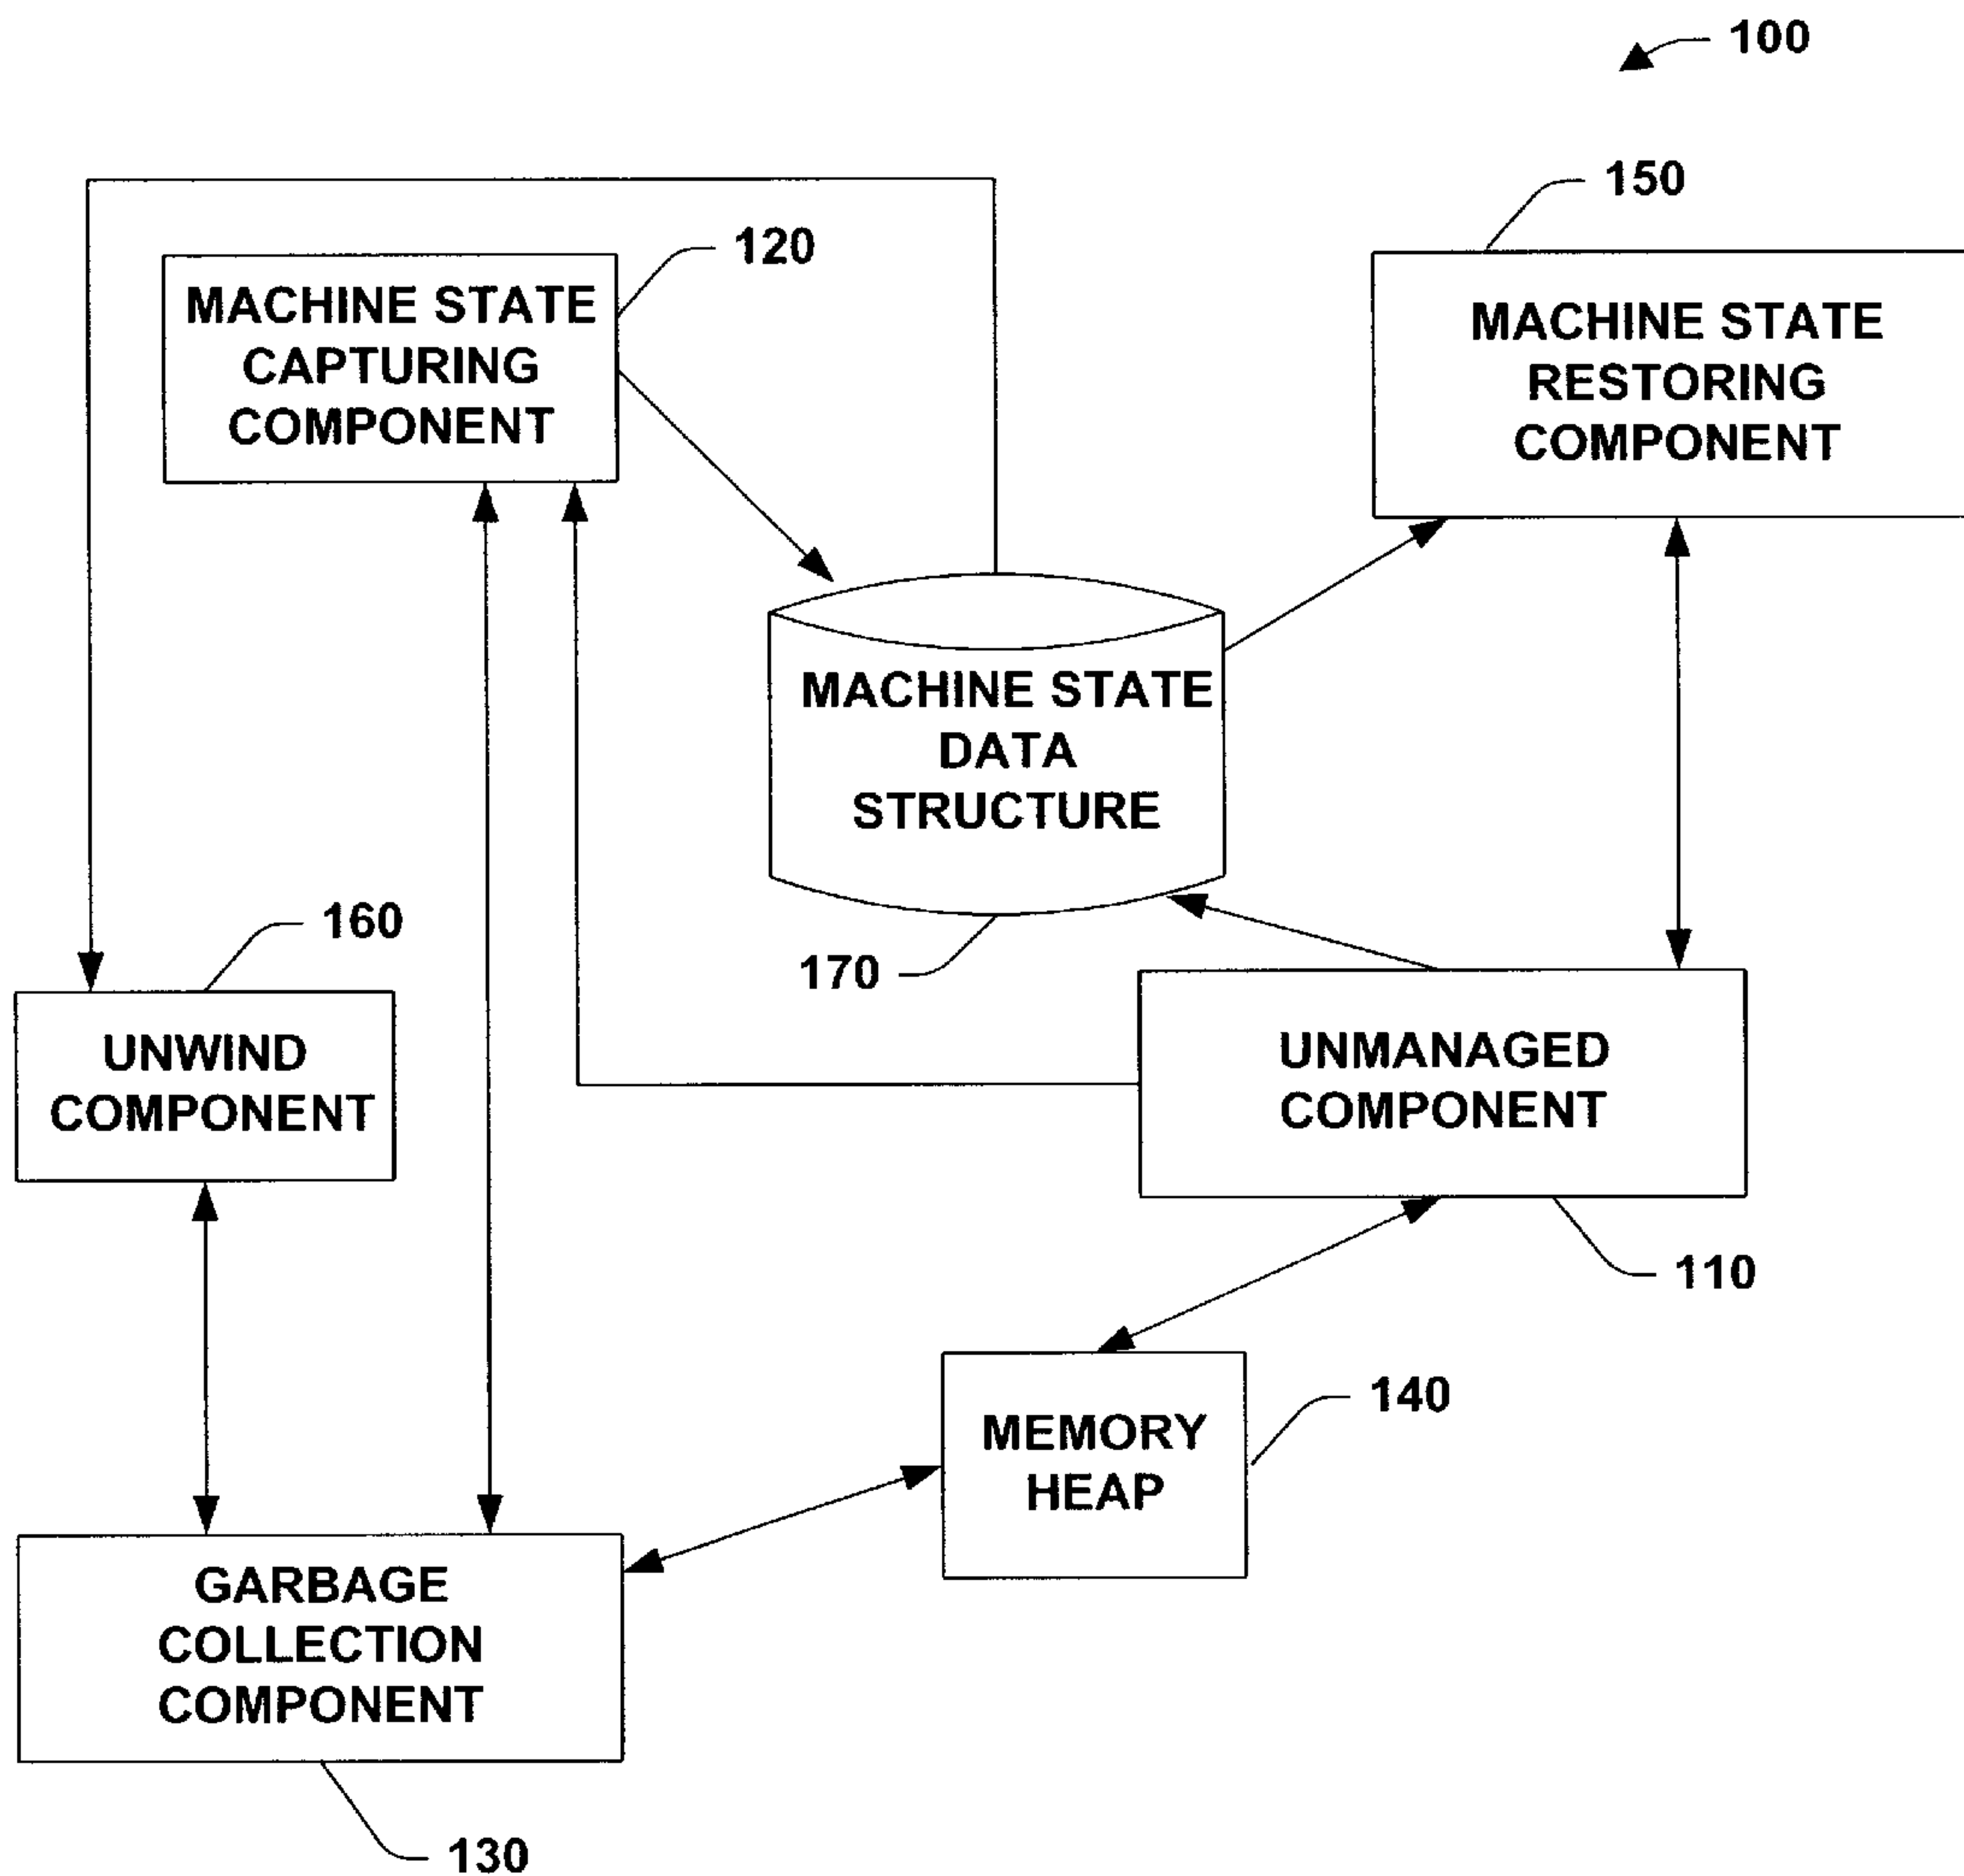 100
150
120
MACHINE STATE
CAPTURING
COMPONENT
MACHINE STATE
RESTORING
COMPONENT
MACHINE STATE
DATA
STRUCTURE
160
170
UNWIND
COMPONENT
UNMANAGED
COMPONENT
110
140
MEMORY
HEAP
GARBAGE
COLLECTION
COMPONENT
130